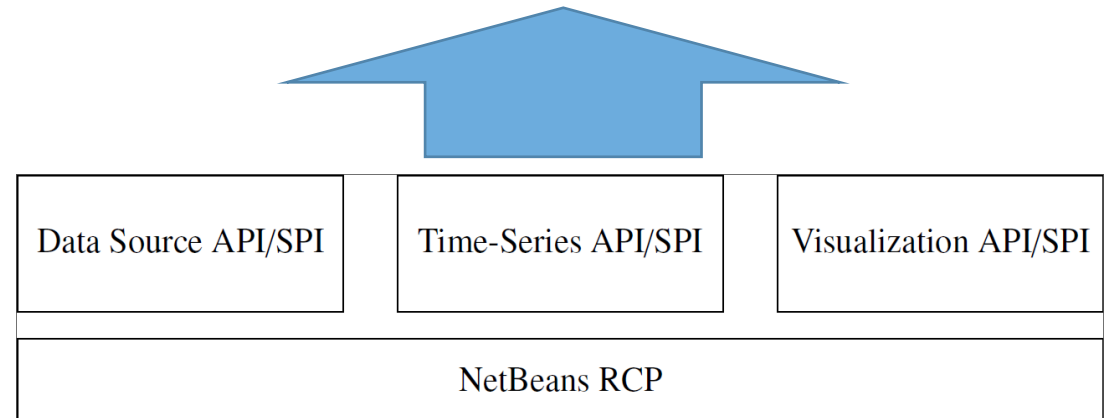 Data Source API/SPI
Time-Series API/SPI
Visualization API/SPI
NetBeans RCP